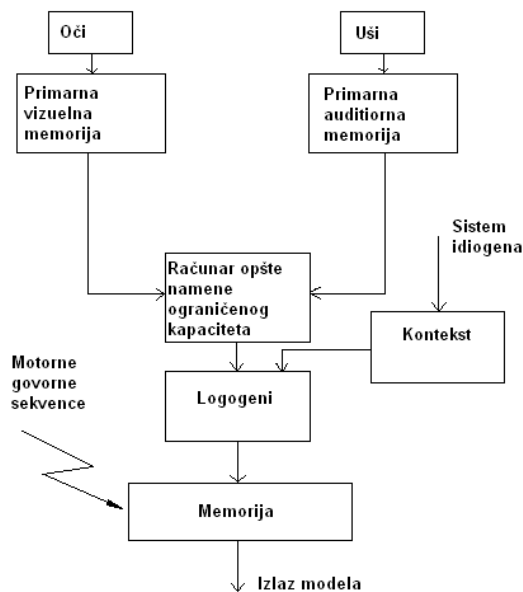 Oči
Uši
Primarna
vizuelna
memorija
Primarna
auditiorna
memorija
Sistem
idiogena
Računar opšte
namene
ograničenog
kapaciteta
Kontekst
Motorne
govorne
sekvence
Logogeni
Memorija
Izlaz modela